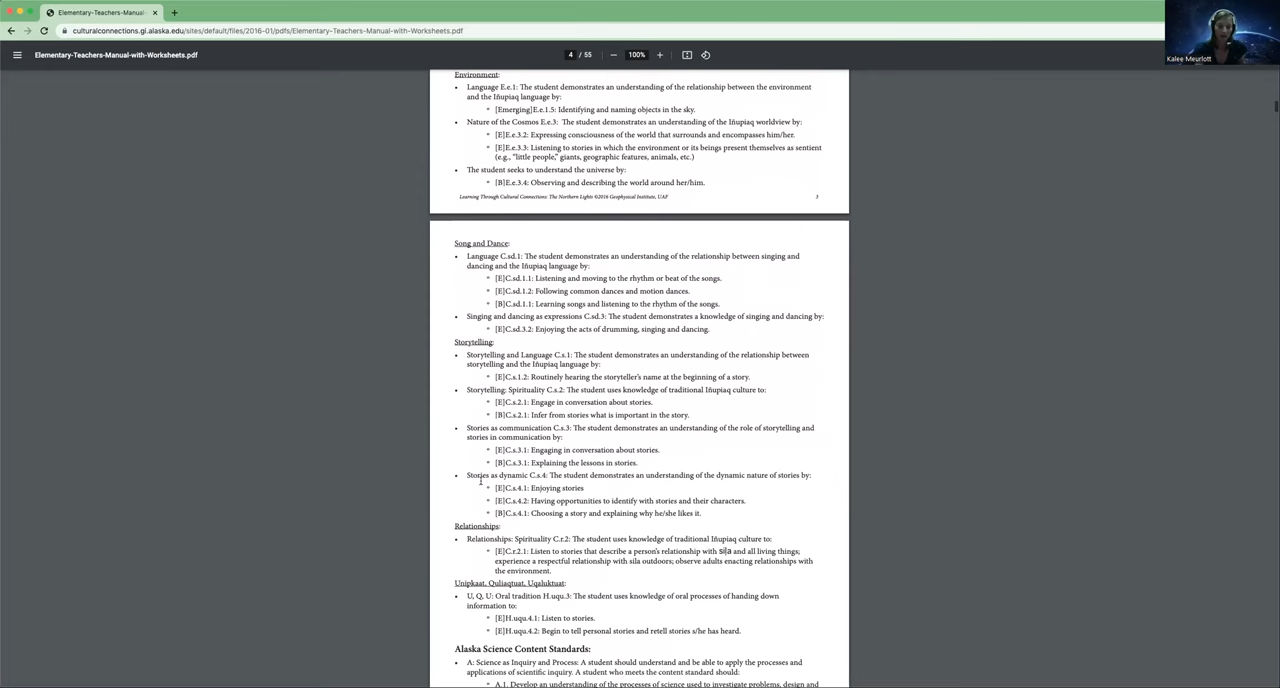 Elementary-Teachers-Manual-
culturalconnections.gi.alaska.edu/sites/default/files/2016-01/pdfs/Elementary-Teachers-Manual-with-Worksheets.pdf
Elementary-Teachers-Manual-with-Worksheets.pdf
4 / 55
100%
Kalee Meurlott
Environment:
• Language E.e.1: The student demonstrates an understanding of the relationship between the environment
and the Iñupiaq language by:
° [Emerging]E.e.1.5: Identifying and naming objects in the sky.
• Nature of the Cosmos E.e.3: The student demonstrates an understanding of the Iñupiaq worldview by:
° [E]E.e.3.2: Expressing consciousness of the world that surrounds and encompasses him/her.
° [E]E.e.3.3: Listening to stories in which the environment or its beings present themselves as sentient
(e.g., “little people,” giants, geographic features, animals, etc.)
• The student seeks to understand the universe by:
° [B]E.e.3.4: Observing and describing the world around her/him.
Learning Through Cultural Connections: The Northern Lights ©2016 Geophysical Institute, UAF 3
Song and Dance:
• Language C.sd.1: The student demonstrates an understanding of the relationship between singing and
dancing and the Iñupiaq language by:
° [E]C.sd.1.1: Listening and moving to the rhythm or beat of the songs.
° [E]C.sd.1.2: Following common dances and motion dances.
° [B]C.sd.1.1: Learning songs and listening to the rhythm of the songs.
• Singing and dancing as expressions C.sd.3: The student demonstrates a knowledge of singing and dancing by:
° [E]C.sd.3.2: Enjoying the acts of drumming, singing and dancing.
Storytelling:
• Storytelling and Language C.s.1: The student demonstrates an understanding of the relationship between
storytelling and the Iñupiaq language by:
° [E]C.s.1.2: Routinely hearing the storyteller’s name at the beginning of a story.
• Storytelling: Spirituality C.s.2: The student uses knowledge of traditional Iñupiaq culture to:
° [E]C.s.2.1: Engage in conversation about stories.
° [B]C.s.2.1: Infer from stories what is important in the story.
• Stories as communication C.s.3: The student demonstrates an understanding of the role of storytelling and
stories in communication by:
° [E]C.s.3.1: Engaging in conversation about stories.
° [B]C.s.3.1: Explaining the lessons in stories.
• Stories as dynamic C.s.4: The student demonstrates an understanding of the dynamic nature of stories by:
° [E]C.s.4.1: Enjoying stories
° [E]C.s.4.2: Having opportunities to identify with stories and their characters.
° [B]C.s.4.1: Choosing a story and explaining why he/she likes it.
Relationships:
• Relationships: Spirituality C.r.2: The student uses knowledge of traditional Iñupiaq culture to:
° [E]C.r.2.1: Listen to stories that describe a person’s relationship with sila and all living things;
experience a respectful relationship with sila outdoors; observe adults enacting relationships with
the environment.
Unipkaat, Quliaqtuat, Uqaluktuat:
• U, Q, U: Oral tradition H.uqu.3: The student uses knowledge of oral processes of handing down
information to:
° [E]H.uqu.4.1: Listen to stories.
° [E]H.uqu.4.2: Begin to tell personal stories and retell stories s/he has heard.
Alaska Science Content Standards:
• A: Science as Inquiry and Process: A student should understand and be able to apply the processes and
applications of scientific inquiry. A student who meets the content standard should:
° A.1. Develop an understanding of the processes of science used to investigate problems, design and